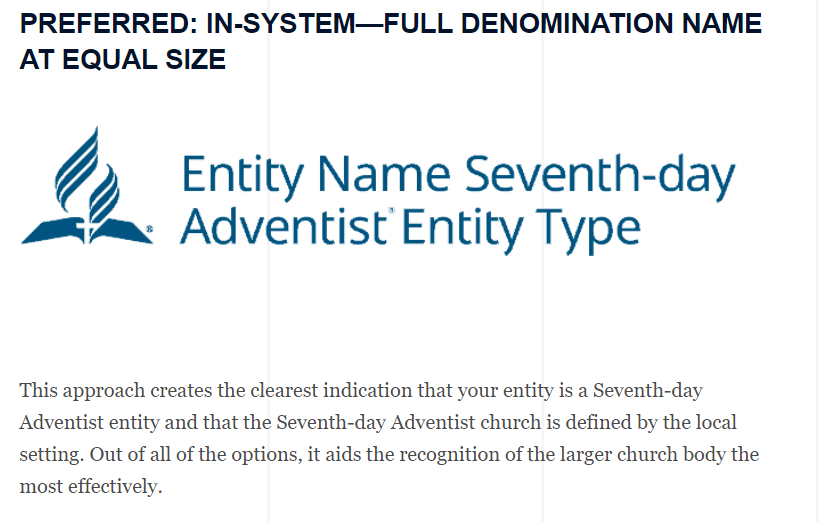 PREFERRED: IN-SYSTEM—FULL DENOMINATION NAME
AT EQUAL SIZE
Entity Name Seventh-day
Adventist® Entity Type
This approach creates the clearest indication that your entity is a Seventh-day
Adventist entity and that the Seventh-day Adventist church is defined by the local
setting. Out of all of the options, it aids the recognition of the larger church body the
most effectively.